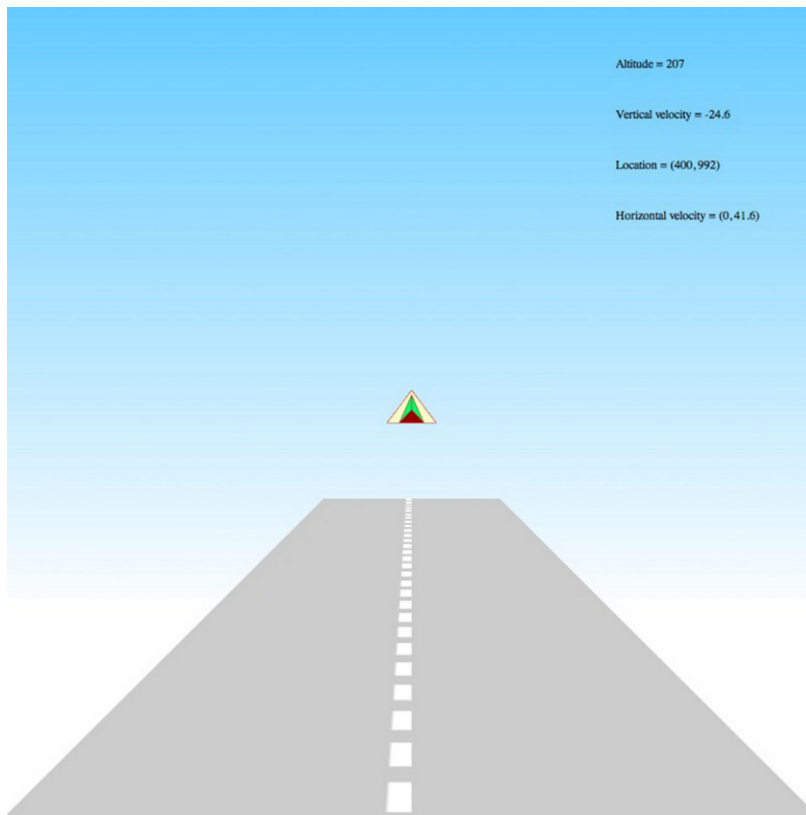 Altitude = 207
Vertical velocity = -24.6
Location = (400, 992)
Horizontal velocity = (0, 41.6)